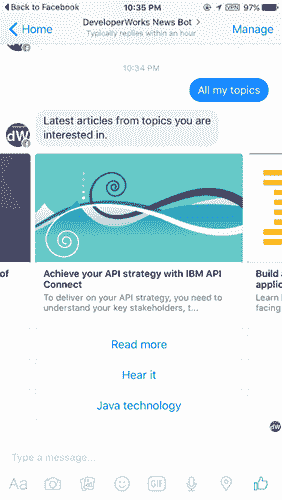 Back to Facebook 10:35 PM VPN 97%
Home DeveloperWorks News Bot Manage
Typically replies within an hour
10:34 PM
All my topics
dW
Latest articles from topics you are
interested in.
of
Achieve your API strategy with IBM API
Connect
To deliver on your API strategy, you need to
understand your key stakeholders, t...
Build
applic
Learn
facing
Read more
Hear it
Java technology
dW
Type a message...
Aa GIF